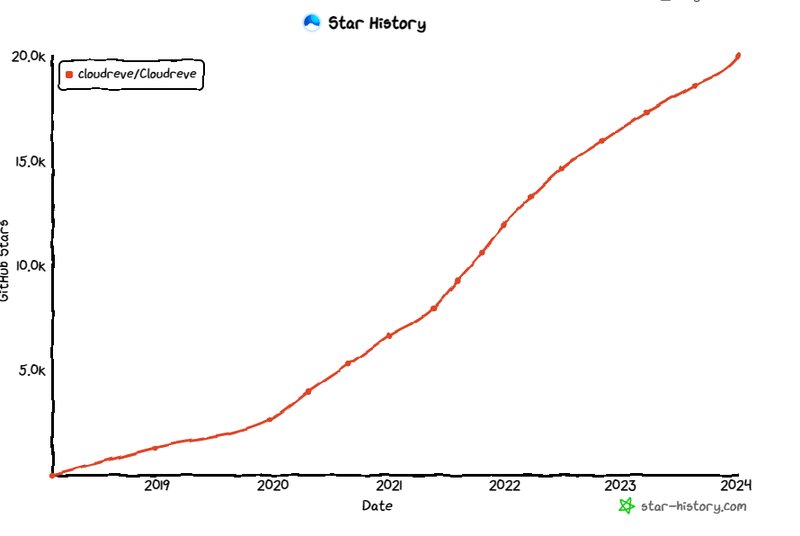 Star History
cloudreve/Cloudreve
20.0k
15.0k
10.0k
5.0k
GitHub Stars
2019
2020
2021
2022
2023
2024
Date
star-history.com